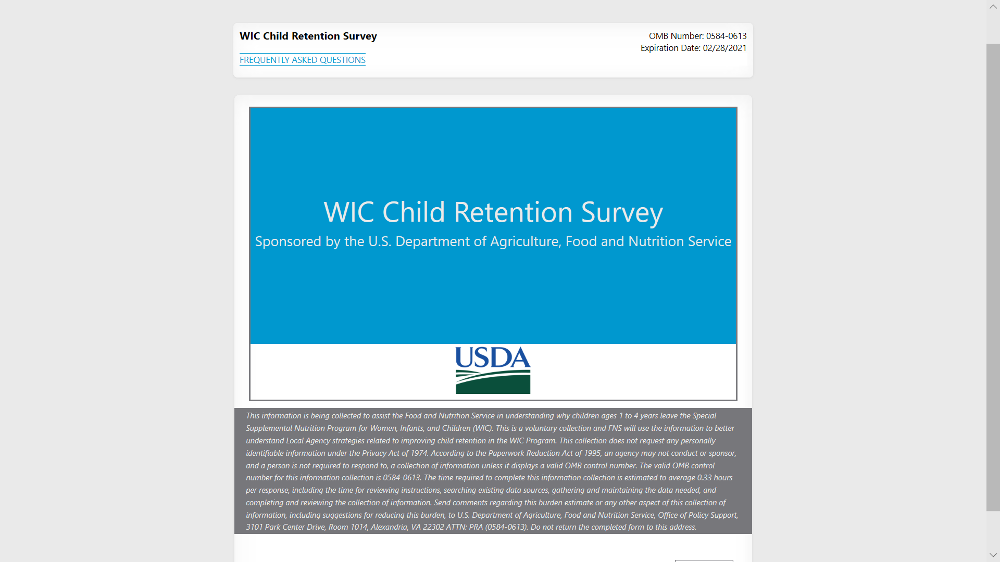 WIC Child Retention Survey
OMB Number: 0584-0613
Expiration Date: 02/28/2021
FREQUENTLY ASKED QUESTIONS
WIC Child Retention Survey
Sponsored by the U.S. Department of Agriculture, Food and Nutrition Service
USDA
This information is being collected to assist the Food and Nutrition Service in understanding why children ages 1 to 4 years leave the Special
Supplemental Nutrition Program for Women, Infants, and Children (WIC). This is a voluntary collection and FNS will use the information to better
understand Local Agency strategies related to improving child retention in the WIC Program. This collection does not request any personally
identifiable information under the Privacy Act of 1974. According to the Paperwork Reduction Act of 1995, an agency may not conduct or sponsor,
and a person is not required to respond to, a collection of information unless it displays a valid OMB control number. The valid OMB control
number for this information collection is 0584-0613. The time required to complete this information collection is estimated to average 0.33 hours
per response, including the time for reviewing instructions, searching existing data sources, gathering and maintaining the data needed, and
completing and reviewing the collection of information. Send comments regarding this burden estimate or any other aspect of this collection of
information, including suggestions for reducing this burden, to U.S. Department of Agriculture, Food and Nutrition Service, Office of Policy Support,
3101 Park Center Drive, Room 1014, Alexandria, VA 22302 ATTN: PRA (0584-0613). Do not return the completed form to this address.